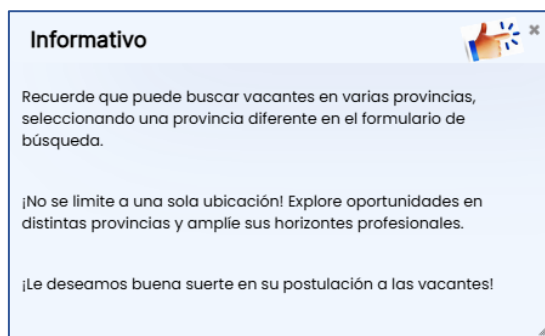 Informativo
Recuerde que puede buscar vacantes en varias provincias,
seleccionando una provincia diferente en el formulario de
búsqueda.
¡No se limite a una sola ubicación! Explore oportunidades en
distintas provincias y amplíe sus horizontes profesionales.
¡Le deseamos buena suerte en su postulación a las vacantes!